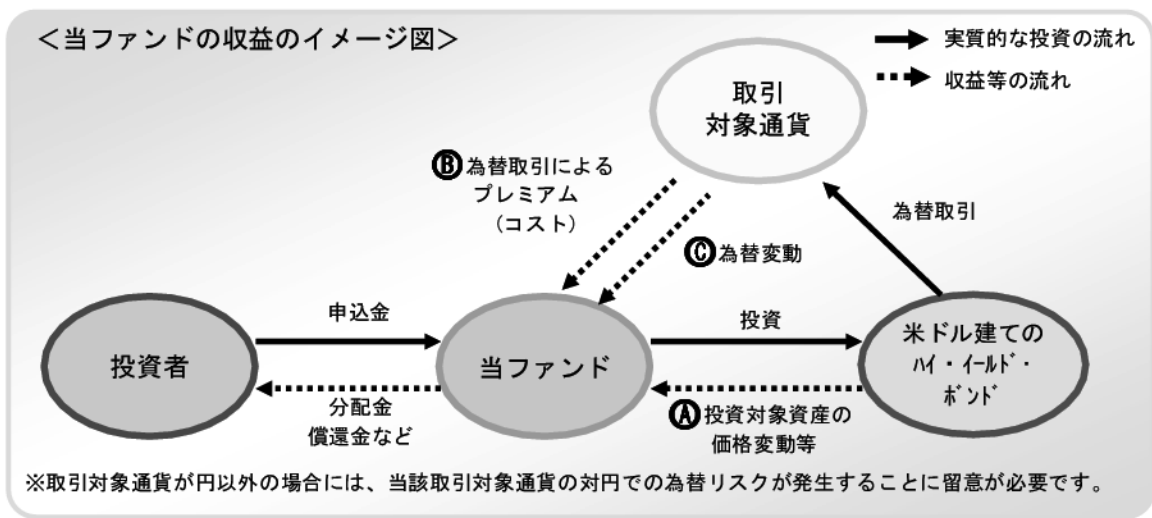 ＜当ファンドの収益のイメージ図＞
実質的な投資の流れ
収益等の流れ
取引
対象通貨
Ⓑ為替取引による
プレミアム
（コスト）
為替取引
Ⓒ為替変動
投資者
申込金
分配金
償還金など
当ファンド
投資
Ⓐ投資対象資産の
価格変動等
米ドル建ての
ﾊｲ・ｲｰﾙﾄﾞ・
ﾎﾞﾝﾄﾞ
※取引対象通貨が円以外の場合には、当該取引対象通貨の対円での為替リスクが発生することに留意が必要です。